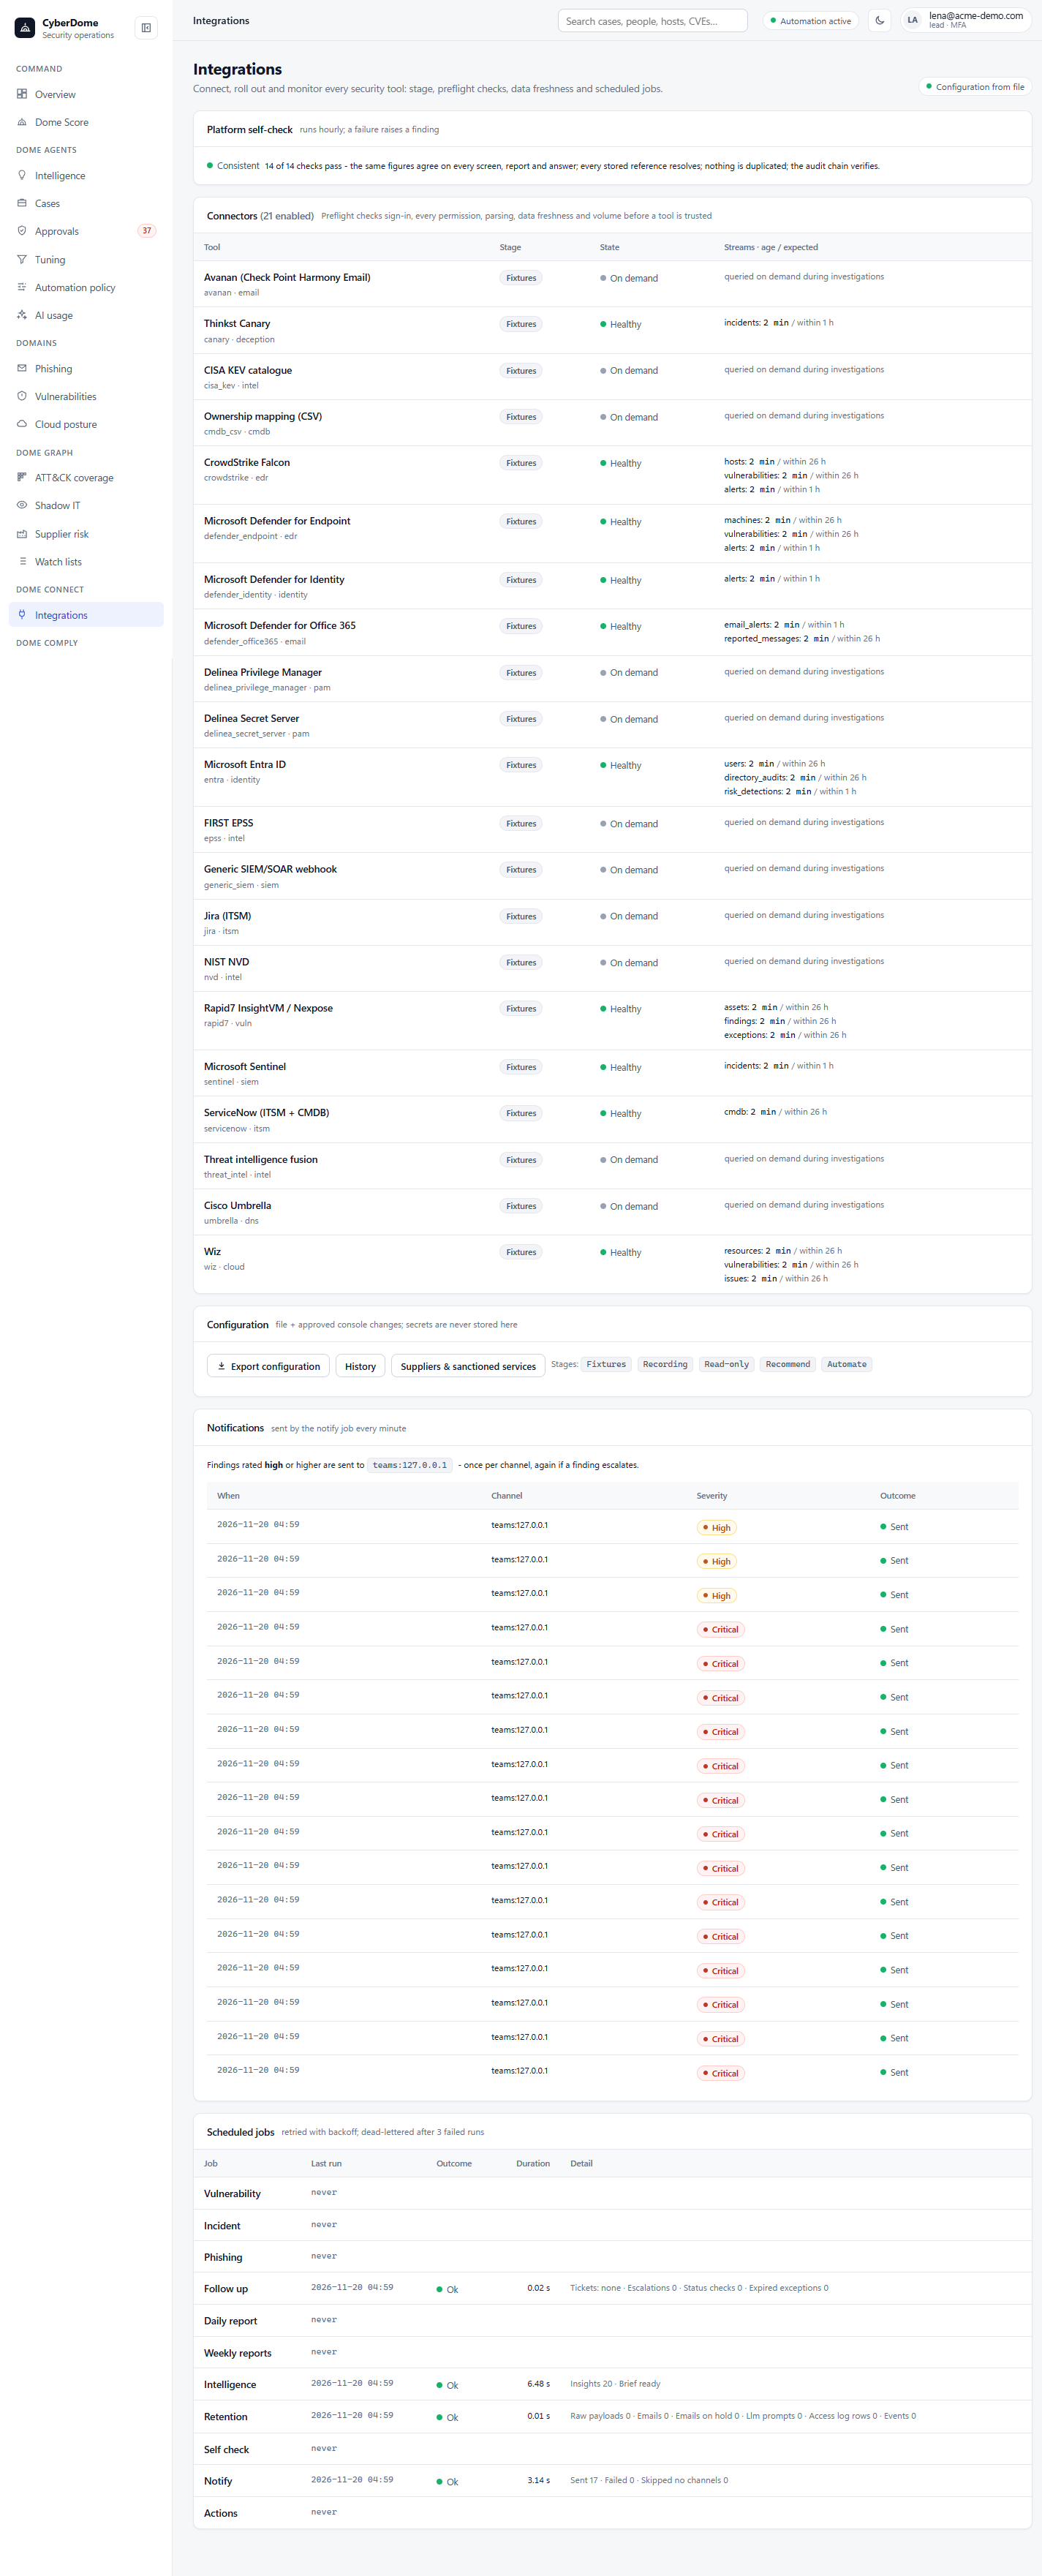 CyberDome
Security operations
COMMAND
Overview
Dome Score
DOME AGENTS
Intelligence
Cases
Approvals 37
Tuning
Automation policy
AI usage
DOMAINS
Phishing
Vulnerabilities
Cloud posture
DOME GRAPH
ATT&CK coverage
Shadow IT
Supplier risk
Watch lists
DOME CONNECT
Integrations
DOME COMPLY
Integrations
Search cases, people, hosts, CVEs...
Automation active
LA
lena@acme-demo.com
lead · MFA
Integrations
Connect, roll out and monitor every security tool: stage, preflight checks, data freshness and scheduled jobs.
Configuration from file
Platform self-check runs hourly; a failure raises a finding
Consistent 14 of 14 checks pass - the same figures agree on every screen, report and answer; every stored reference resolves; nothing is duplicated; the audit chain verifies.
Connectors (21 enabled) Preflight checks sign-in, every permission, parsing, data freshness and volume before a tool is trusted
Tool Stage State Streams · age / expected
Avanan (Check Point Harmony Email) Fixtures On demand queried on demand during investigations
avanan · email
Thinkst Canary Fixtures Healthy incidents: 2 min / within 1 h
canary · deception
CISA KEV catalogue Fixtures On demand queried on demand during investigations
cisa_kev · intel
Ownership mapping (CSV) Fixtures On demand queried on demand during investigations
cmdb_csv · cmdb
CrowdStrike Falcon Fixtures Healthy hosts: 2 min / within 26 h
crowdstrike · edr vulnerabilities: 2 min / within 26 h
alerts: 2 min / within 1 h
Microsoft Defender for Endpoint Fixtures Healthy machines: 2 min / within 26 h
defender_endpoint · edr vulnerabilities: 2 min / within 26 h
alerts: 2 min / within 1 h
Microsoft Defender for Identity Fixtures Healthy alerts: 2 min / within 1 h
defender_identity · identity
Microsoft Defender for Office 365 Fixtures Healthy email_alerts: 2 min / within 1 h
defender_office365 · email reported_messages: 2 min / within 26 h
Delinea Privilege Manager Fixtures On demand queried on demand during investigations
delinea_privilege_manager · pam
Delinea Secret Server Fixtures On demand queried on demand during investigations
delinea_secret_server · pam
Microsoft Entra ID Fixtures Healthy users: 2 min / within 26 h
entra · identity directory_audits: 2 min / within 26 h
risk_detections: 2 min / within 1 h
FIRST EPSS Fixtures On demand queried on demand during investigations
epss · intel
Generic SIEM/SOAR webhook Fixtures On demand queried on demand during investigations
generic_siem · siem
Jira (ITSM) Fixtures On demand queried on demand during investigations
jira · itsm
NIST NVD Fixtures On demand queried on demand during investigations
nvd · intel
Rapid7 InsightVM / Nexpose Fixtures Healthy assets: 2 min / within 26 h
rapid7 · vuln findings: 2 min / within 26 h
exceptions: 2 min / within 26 h
Microsoft Sentinel Fixtures Healthy incidents: 2 min / within 1 h
sentinel · siem
ServiceNow (ITSM + CMDB) Fixtures Healthy cmdb: 2 min / within 26 h
servicenow · itsm
Threat intelligence fusion Fixtures On demand queried on demand during investigations
threat_intel · intel
Cisco Umbrella Fixtures On demand queried on demand during investigations
umbrella · dns
Wiz Fixtures Healthy resources: 2 min / within 26 h
wiz · cloud vulnerabilities: 2 min / within 26 h
issues: 2 min / within 26 h
Configuration file + approved console changes; secrets are never stored here
Export configuration History Suppliers & sanctioned services Stages: Fixtures Recording Read-only Recommend Automate
Notifications sent by the notify job every minute
Findings rated high or higher are sent to teams:127.0.0.1 - once per channel, again if a finding escalates.
When Channel Severity Outcome
2026-11-20 04:59 teams:127.0.0.1 High Sent
2026-11-20 04:59 teams:127.0.0.1 High Sent
2026-11-20 04:59 teams:127.0.0.1 High Sent
2026-11-20 04:59 teams:127.0.0.1 Critical Sent
2026-11-20 04:59 teams:127.0.0.1 Critical Sent
2026-11-20 04:59 teams:127.0.0.1 Critical Sent
2026-11-20 04:59 teams:127.0.0.1 Critical Sent
2026-11-20 04:59 teams:127.0.0.1 Critical Sent
2026-11-20 04:59 teams:127.0.0.1 Critical Sent
2026-11-20 04:59 teams:127.0.0.1 Critical Sent
2026-11-20 04:59 teams:127.0.0.1 Critical Sent
2026-11-20 04:59 teams:127.0.0.1 Critical Sent
2026-11-20 04:59 teams:127.0.0.1 Critical Sent
2026-11-20 04:59 teams:127.0.0.1 Critical Sent
2026-11-20 04:59 teams:127.0.0.1 Critical Sent
2026-11-20 04:59 teams:127.0.0.1 Critical Sent
2026-11-20 04:59 teams:127.0.0.1 Critical Sent
Scheduled jobs retried with backoff; dead-lettered after 3 failed runs
Job Last run Outcome Duration Detail
Vulnerability never
Incident never
Phishing never
Follow up 2026-11-20 04:59 Ok 0.02 s Tickets: none · Escalations 0 · Status checks 0 · Expired exceptions 0
Daily report never
Weekly reports never
Intelligence 2026-11-20 04:59 Ok 6.48 s Insights 20 · Brief ready
Retention 2026-11-20 04:59 Ok 0.01 s Raw payloads 0 · Emails 0 · Emails on hold 0 · Llm prompts 0 · Access log rows 0 · Events 0
Self check never
Notify 2026-11-20 04:59 Ok 3.14 s Sent 17 · Failed 0 · Skipped no channels 0
Actions never